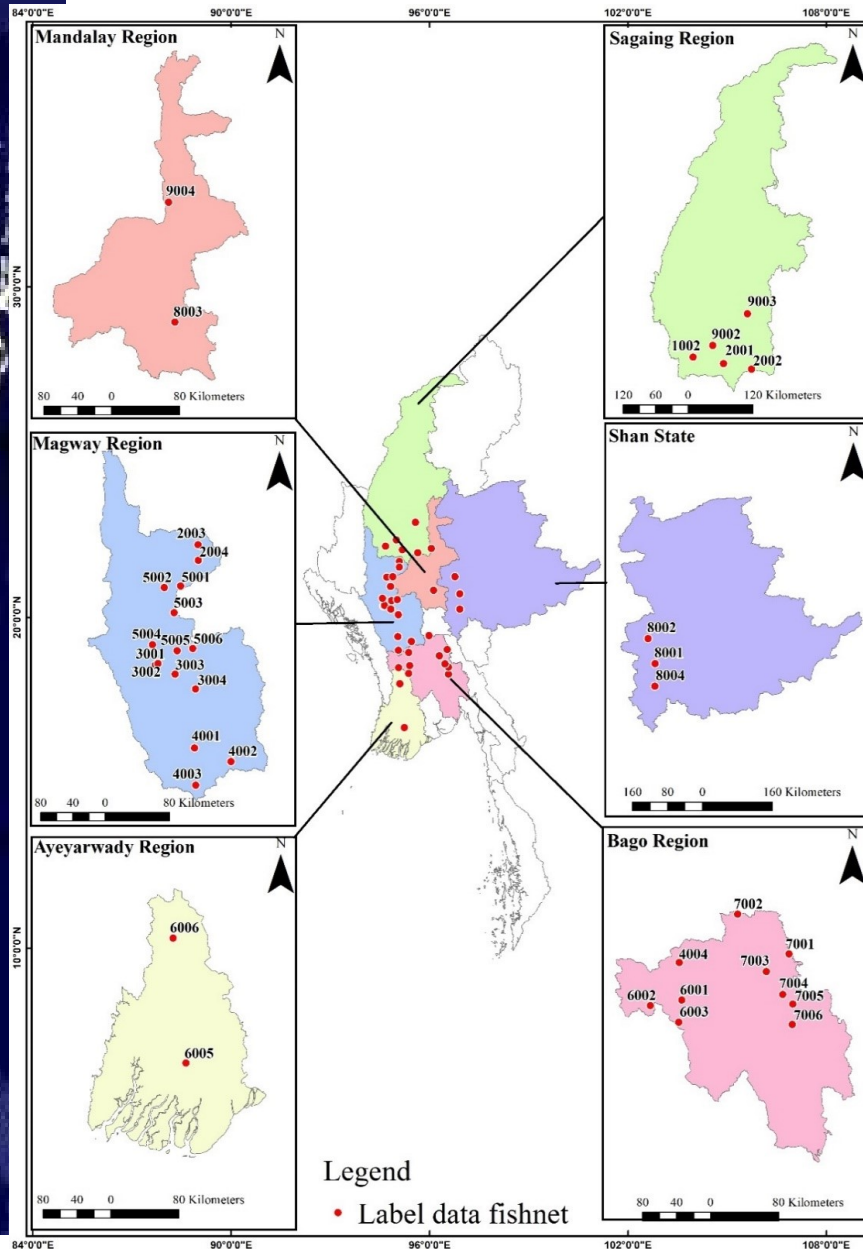 84°0'0"E 90°0'0"E 96°0'0"E 102°0'0"E 108°0'0"E
Mandalay Region
N
9004
8003
80 40 0 80 Kilometers
Sagaing Region
N
9003
9002
1002
2001
2002
120 60 0 120 Kilometers
30°0'0"N
Magway Region
N
2003
2004
5002
5001
5003
5004
5005
5006
3001
3002
3003
3004
4001
4002
4003
80 40 0 80 Kilometers
Shan State
N
8002
8001
8004
160 80 0 160 Kilometers
20°0'0"N
Ayeyarwady Region
N
6006
6005
80 40 0 80 Kilometers
Bago Region
N
7002
7001
4004
7003
7004
6002
6001
7005
6003
7006
80 40 0 80 Kilometers
10°0'0"N
Legend
Label data fishnet
84°0'0"E 90°0'0"E 96°0'0"E 102°0'0"E 108°0'0"E